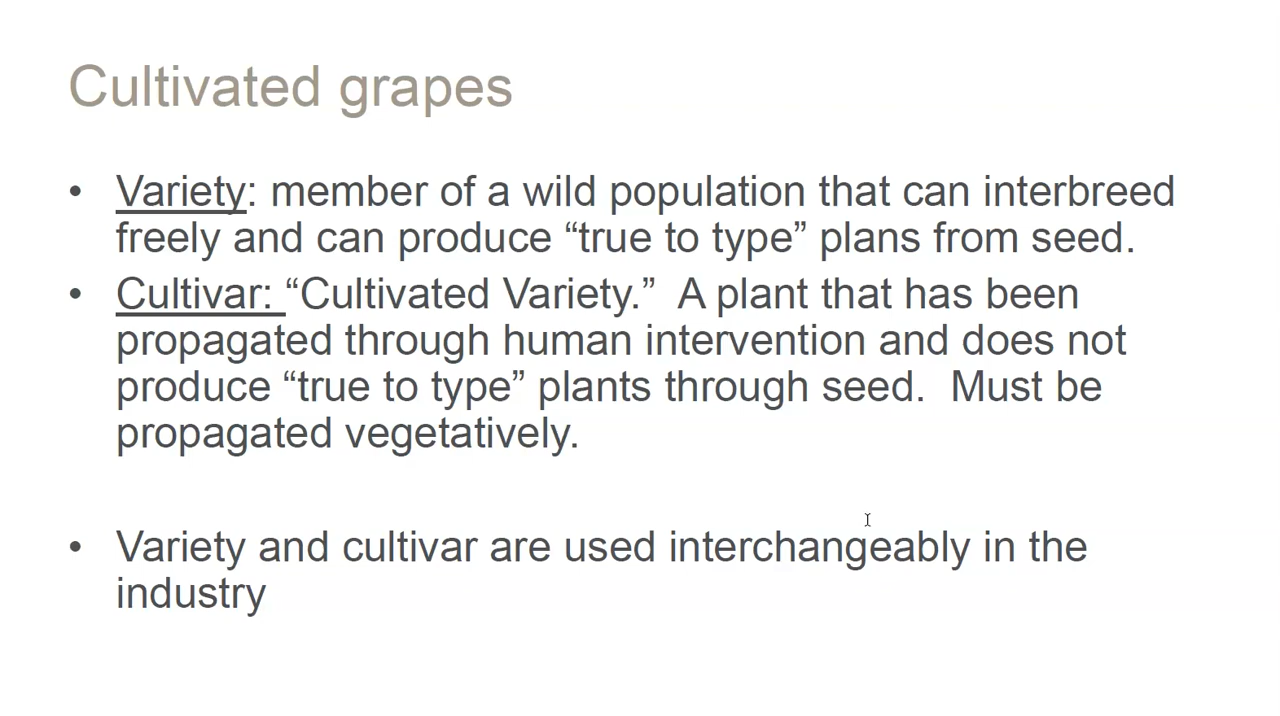 Cultivated grapes
• Variety: member of a wild population that can interbreed
freely and can produce “true to type” plans from seed.
• Cultivar: “Cultivated Variety.”  A plant that has been
propagated through human intervention and does not
produce “true to type” plants through seed.  Must be
propagated vegetatively.
• Variety and cultivar are used interchangeably in the
industry